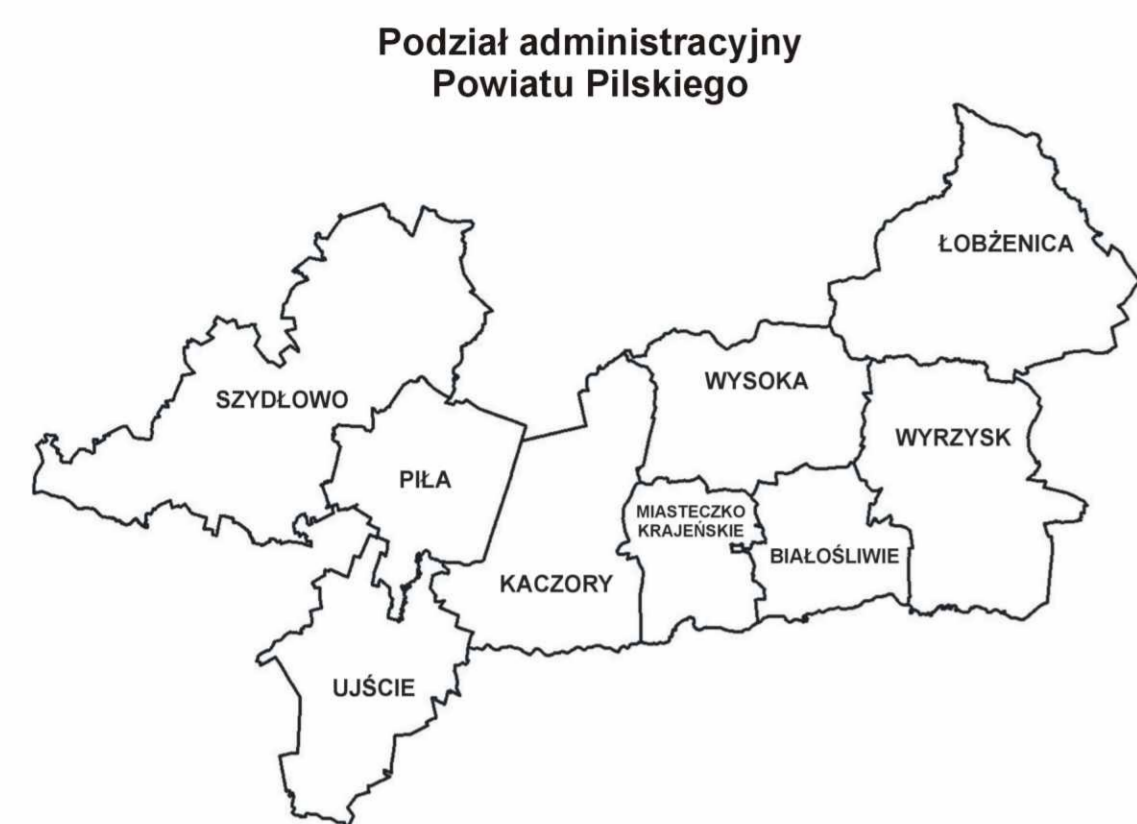 Podział administracyjny
Powiatu Pilskiego
ŁOBŻENICA
WYSOKA
SZYDŁOWO
WYRZYSK
PIŁA
MIASTECZKO
KRAJEŃSKIE
BIAŁOŚLIWIE
KACZORY
UJŚCIE